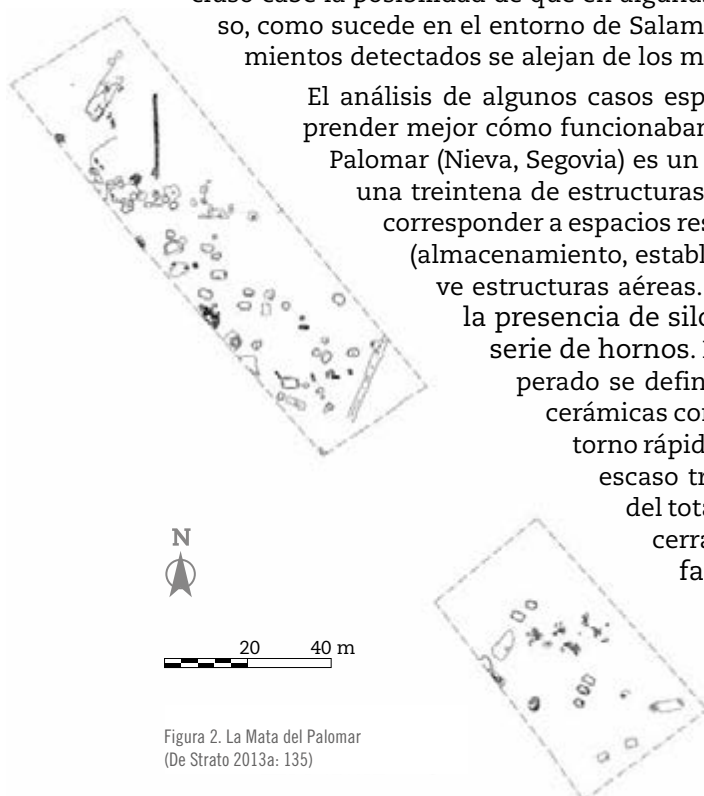 so, como sucede en el entorno de Salam
mientos detectados se alejan de los m
El análisis de algunos casos esp
prender mejor cómo funcionaban
Palomar (Nieva, Segovia) es un
una treintena de estructuras
corresponder a espacios res
(almacenamiento, establ
ve estructuras aéreas.
la presencia de silo
serie de hornos.
perado se defin
cerámicas con
torno rápid
escaso tr
del tota
cerra
fa
N
20 40 m
Figura 2. La Mata del Palomar
(De Strato 2013a: 135)